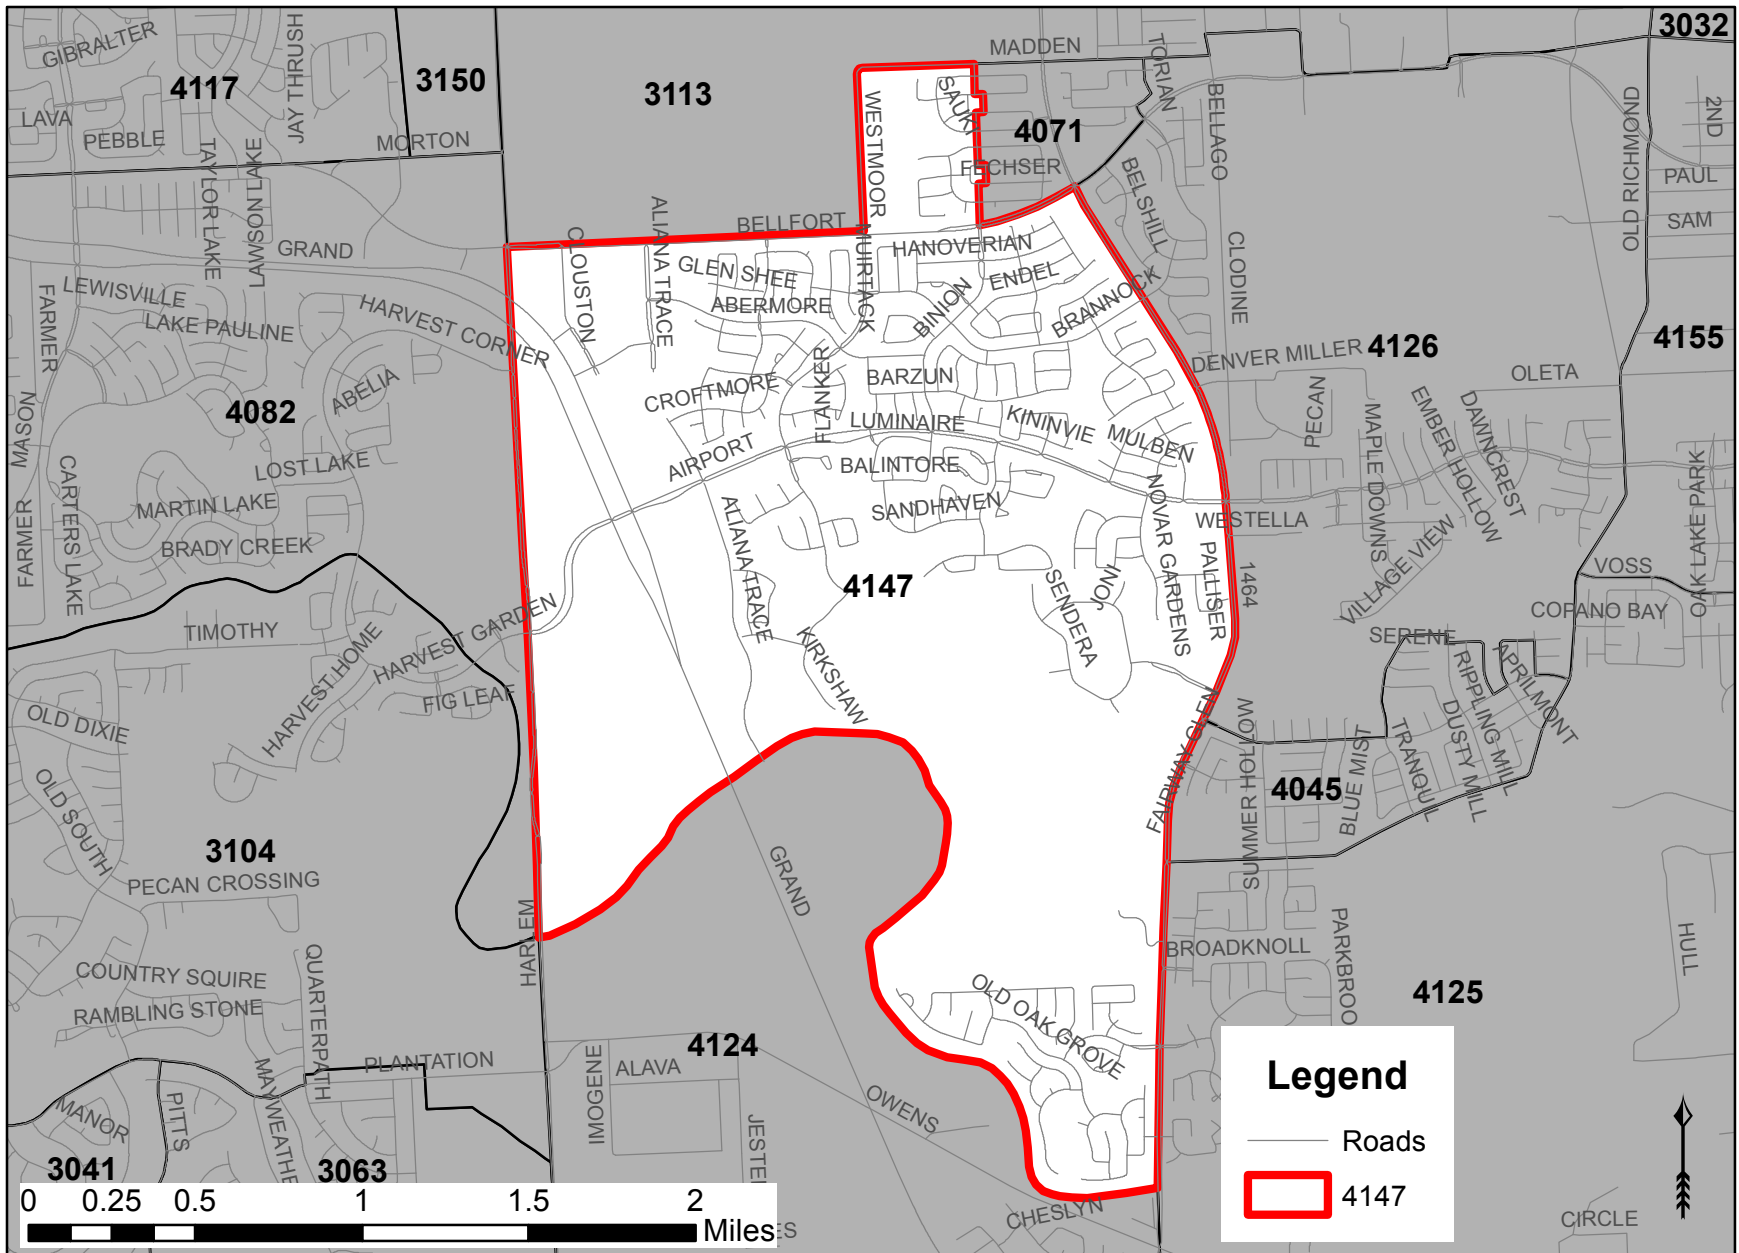 GIBRALTER
4117
JAY THRUSH
3150
3113
MADDEN
TORIAN
3032
LAVA
PEBBLE
MORTON
WESTMOOR
SAUKI
4071
BELLAGO
OLD RICHMOND
2ND
TAYLOR LAKE
LAWSON LAKE
FECHSER
BELSHILL
PAUL
SAM
GRAND
ALIANA TRACE
BELLFORT
CLOUSTON
MUIRTACK
HANOVERIAN
CLODINE
FARMER
LEWISVILLE
LAKE PAULINE
HARVEST CORNER
GLEN SHEE
ABERMORE
BINION
ENDEL
BRANNOCK
DENVER MILLER
4126
4155
OLETA
MASON
4082
ABELIA
CROFTMORE
FLANKER
BARZUN
LUMINAIRE
KININVIE
MULBEN
PECAN
MAPLE DOWNS
EMBER HOLLOW
DAWNCREST
LOST LAKE
CARTERS LAKE
MARTIN LAKE
BRADY CREEK
FARMER
AIRPORT
BALINTORE
SANDHAVEN
NOVAR GARDENS
WESTELLA
OAK LAKE PARK
ALIANA TRACE
4147
JONI
SENDERA
PALLISER
1464
VILLAGE VIEW
VOSS
COPANO BAY
TIMOTHY
HARVEST GARDEN
HARVEST HOME
FIG LEAF
KIRKSHAW
SERENE
RIPPLING MILL
APRILMONT
OLD DIXIE
OLD SOUTH
FAIRWAY GLEN
SUMMER HOLLOW
4045
BLUE MIST
TRANQUIL
DUSTY MILL
3104
PECAN CROSSING
GRAND
HARLEM
BROADKNOLL
PARKBROO
HULL
COUNTRY SQUIRE
RAMBLING STONE
QUARTERPATH
4125
OLD OAK GROVE
4124
PLANTATION
IMOGENE
ALAVA
OWENS
MANOR
PITTS
MAYWEATHE
JESTE
3041
3063
CHESLYN
CIRCLE
Legend
Roads
4147
0 0.25 0.5 1 1.5 2
Miles
ES